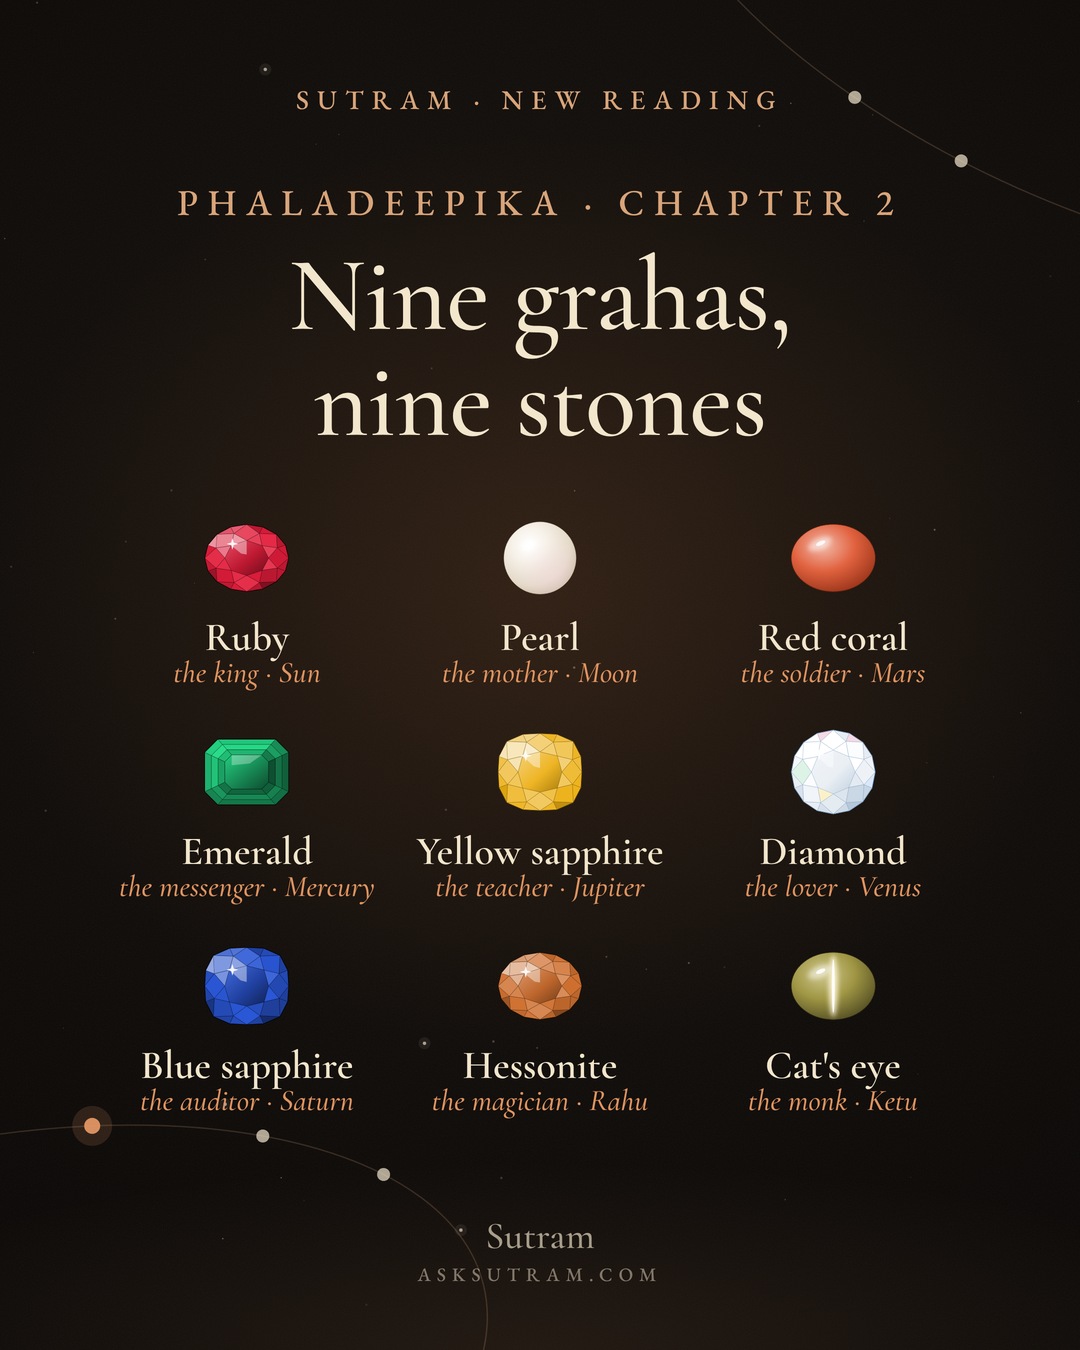 SUTRAM · NEW READING
PHALADEEPIKA · CHAPTER 2
Nine grahas,
nine stones
Ruby
the king · Sun
Pearl
the mother · Moon
Red coral
the soldier · Mars
Emerald
the messenger · Mercury
Yellow sapphire
the teacher · Jupiter
Diamond
the lover · Venus
Blue sapphire
the auditor · Saturn
Hessonite
the magician · Rahu
Cat's eye
the monk · Ketu
Sutram
ASKSUTRAM.COM